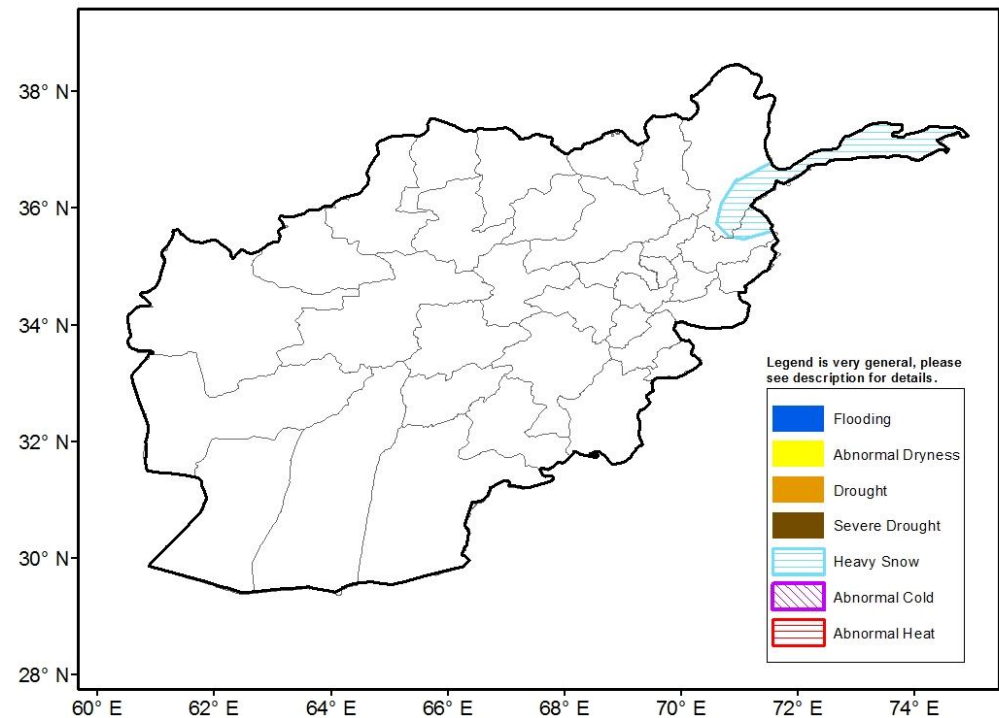 38° N
36° N
34° N
32° N
30° N
28° N
60° E
62° E
64° E
66° E
68° E
70° E
72° E
74° E
Legend is very general, please
see description for details.
Flooding
Abnormal Dryness
Drought
Severe Drought
Heavy Snow
Abnormal Cold
Abnormal Heat